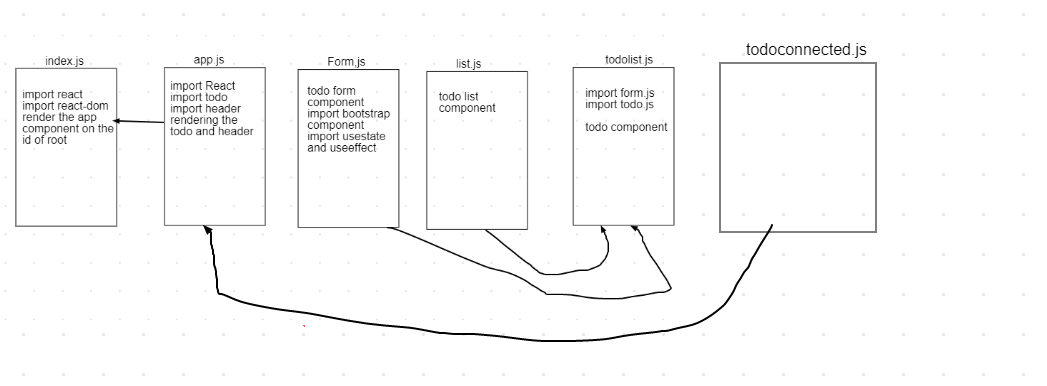 index.js
import react
import react-dom
render the app
component on the
id of root
app.js
import React
import todo
import header
rendering the
todo and header
Form.js
todo form
component
import bootstrap
component
import usestate
and useeffect
list.js
todo list
component
todolist.js
import form.js
import todo.js
todo component
todoconnected.js